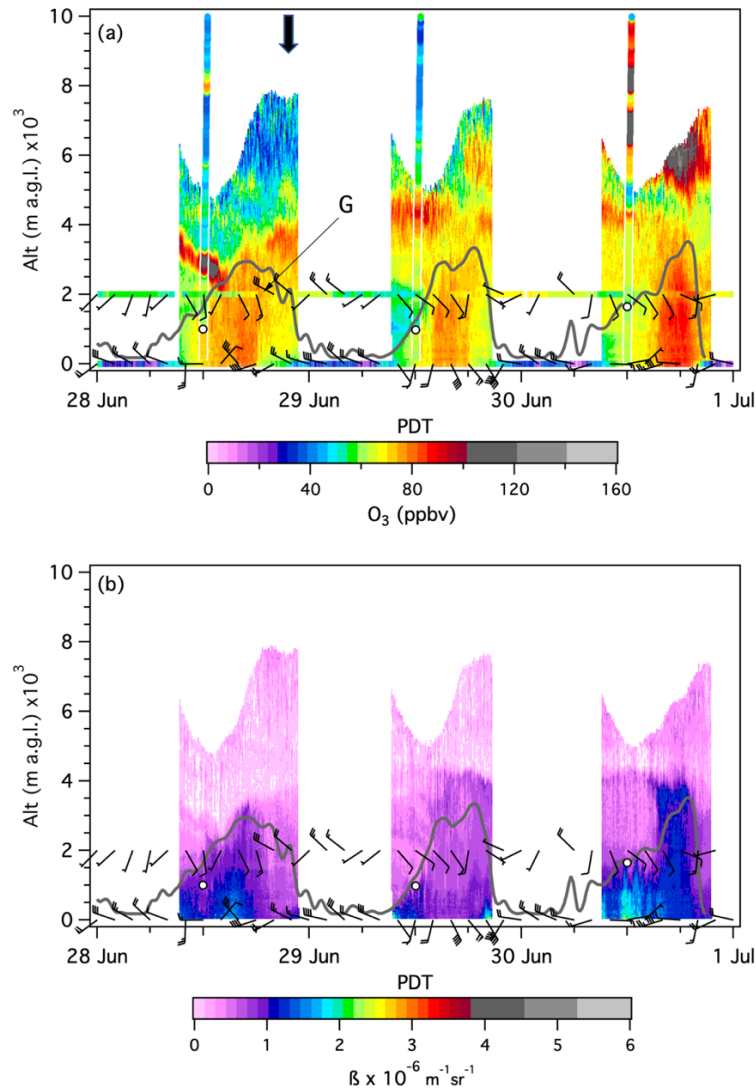 (a)
10
8
6
4
2
0
Alt (m a.g.l.) x10³
G
28 Jun 29 Jun 30 Jun 1 Jul
PDT
0 40 80 120 160
O₃ (ppbv)
(b)
10
8
6
4
2
0
Alt (m a.g.l.) x10³
28 Jun 29 Jun 30 Jun 1 Jul
PDT
0 1 2 3 4 5 6
ß x 10⁻⁶ m⁻¹sr⁻¹